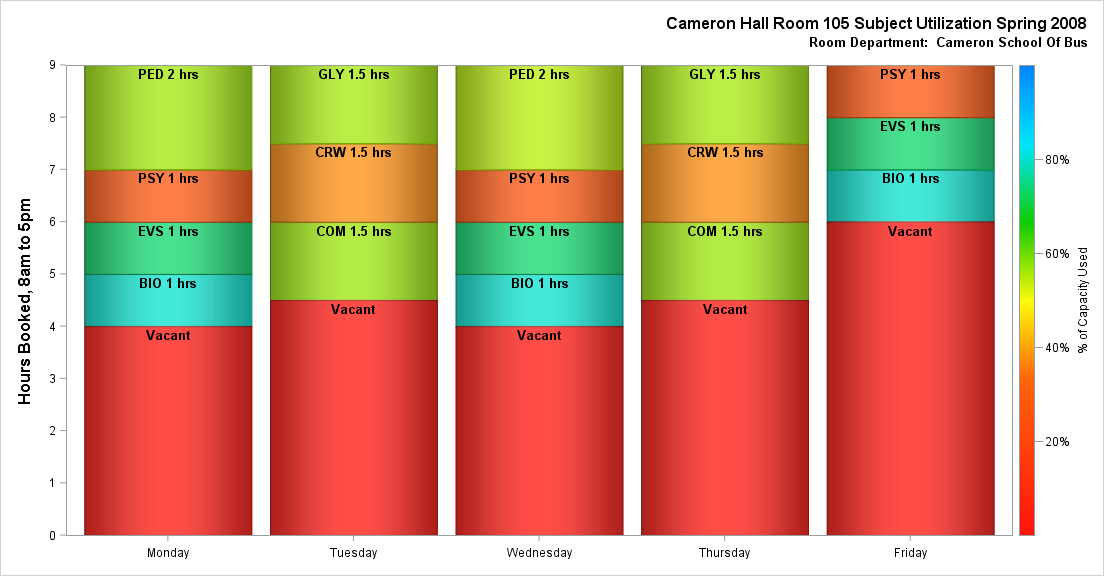 Cameron Hall Room 105 Subject Utilization Spring 2008
Room Department:  Cameron School Of Bus
Hours Booked, 8am to 5pm
9
8
7
6
5
4
3
2
1
0
PED 2 hrs
PSY 1 hrs
EVS 1 hrs
BIO 1 hrs
Vacant
GLY 1.5 hrs
CRW 1.5 hrs
COM 1.5 hrs
Vacant
PED 2 hrs
PSY 1 hrs
EVS 1 hrs
BIO 1 hrs
Vacant
GLY 1.5 hrs
CRW 1.5 hrs
COM 1.5 hrs
Vacant
PSY 1 hrs
EVS 1 hrs
BIO 1 hrs
Vacant
Monday
Tuesday
Wednesday
Thursday
Friday
80%
60%
40%
20%
% of Capacity Used